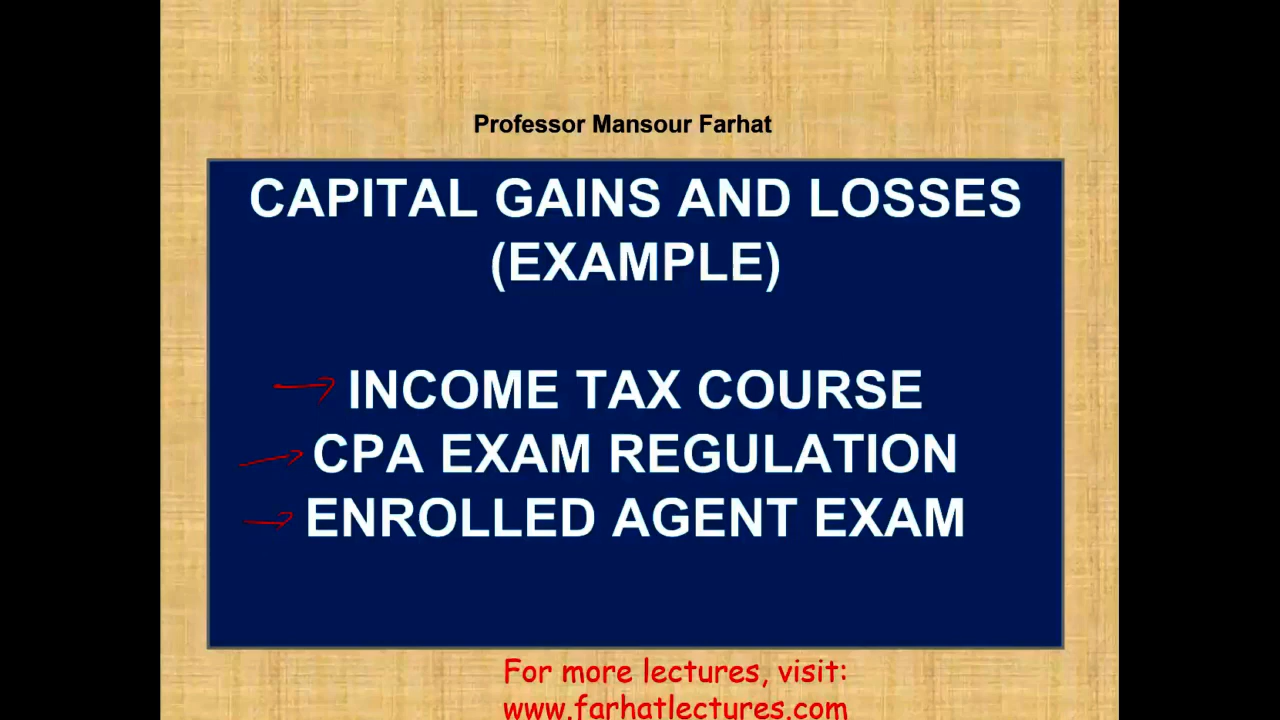 Professor Mansour Farhat
CAPITAL GAINS AND LOSSES
(EXAMPLE)
INCOME TAX COURSE
CPA EXAM REGULATION
ENROLLED AGENT EXAM
For more lectures, visit:
www.farhatlectures.com